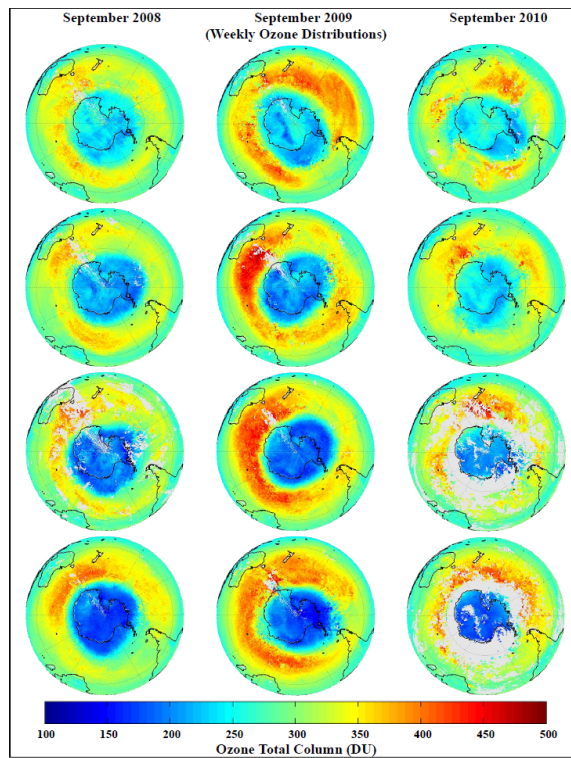 September 2008 September 2009 September 2010
(Weekly Ozone Distributions)
100 150 200 250 300 350 400 450 500
Ozone Total Column (DU)